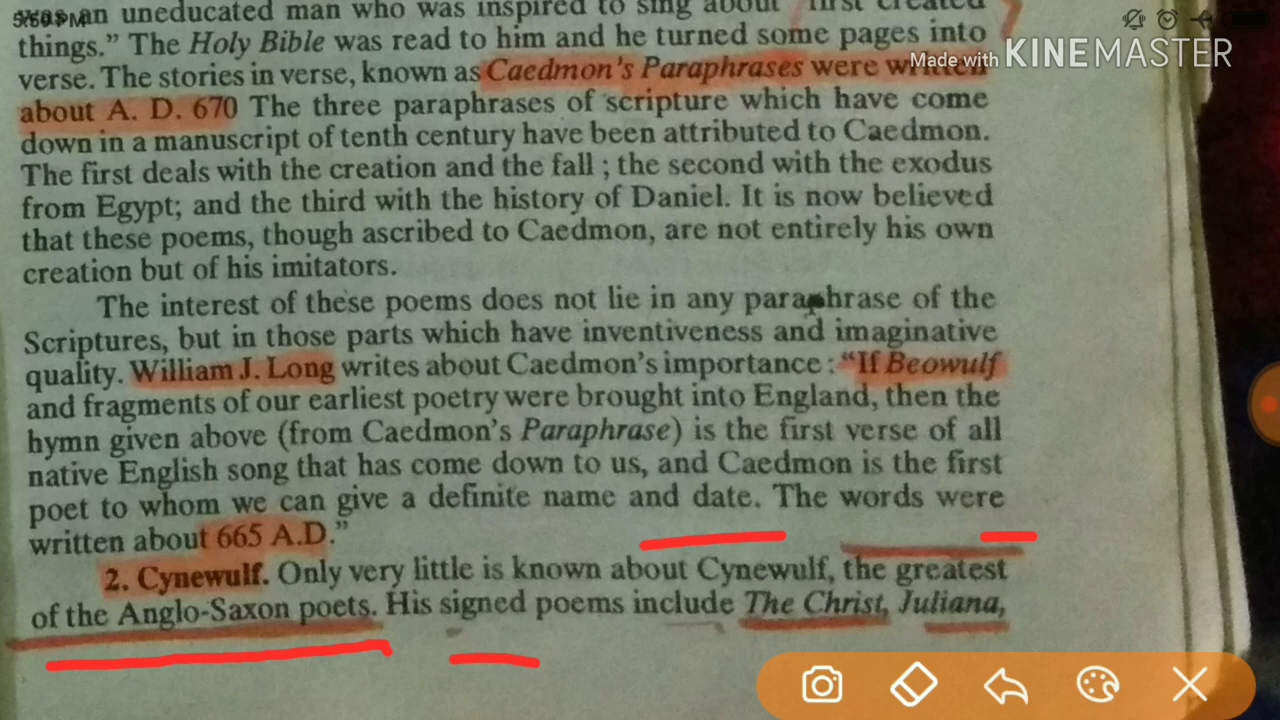 5:50 PM
an uneducated man who was inspired to sing about "first created
things." The Holy Bible was read to him and he turned some pages into
Made with KINEMASTER
verse. The stories in verse, known as Caedmon's Paraphrases were written
about A. D. 670 The three paraphrases of scripture which have come
down in a manuscript of tenth century have been attributed to Caedmon.
The first deals with the creation and the fall ; the second with the exodus
from Egypt; and the third with the history of Daniel. It is now believed
that these poems, though ascribed to Caedmon, are not entirely his own
creation but of his imitators.
The interest of these poems does not lie in any paraphrase of the
Scriptures, but in those parts which have inventiveness and imaginative
quality. William J. Long writes about Caedmon's importance : "If Beowulf
and fragments of our earliest poetry were brought into England, then the
hymn given above (from Caedmon's Paraphrase) is the first verse of all
native English song that has come down to us, and Caedmon is the first
poet to whom we can give a definite name and date. The words were
written about 665 A.D."
2. Cynewulf. Only very little is known about Cynewulf, the greatest
of the Anglo-Saxon poets. His signed poems include The Christ, Juliana,